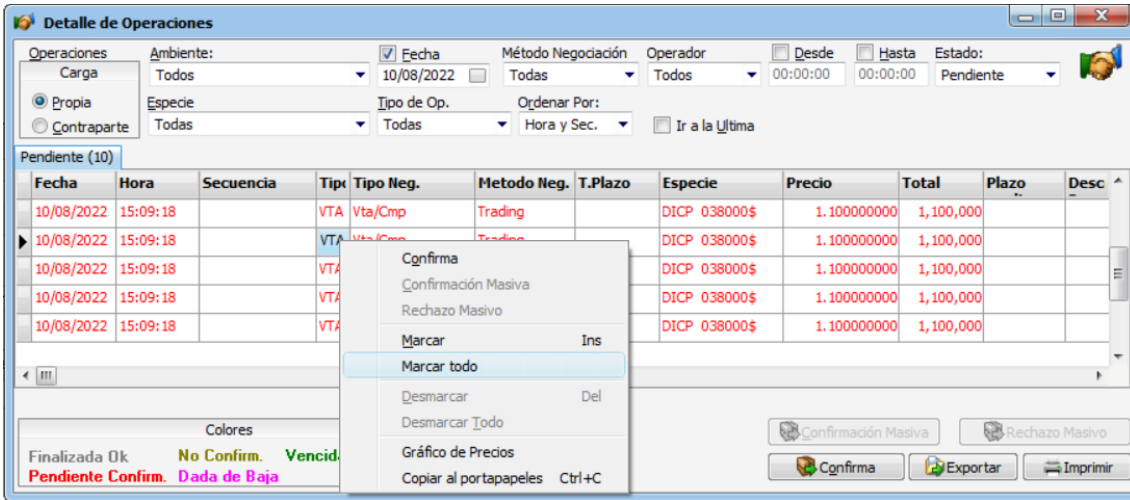 Detalle de Operaciones
Operaciones Ambiente: Fecha Método Negociación Operador Desde Hasta Estado:
Carga Todos 10/08/2022 Todas Todos 00:00:00 00:00:00 Pendiente
Propia Especie Tipo de Op. Ordenar Por:
Contraparte Todas Todas Hora y Sec. Ir a la Ultima
Pendiente (10)
Fecha Hora Secuencia Tipo Tipo Neg. Metodo Neg. T.Plazo Especie Precio Total Plazo Desc
10/08/2022 15:09:18 VTA Vta/Cmp Trading DICP 038000$ 1.100000000 1,100,000
10/08/2022 15:09:18 VTA Vta/Cmp Trading DICP 038000$ 1.100000000 1,100,000
10/08/2022 15:09:18 VTA DICP 038000$ 1.100000000 1,100,000
10/08/2022 15:09:18 VTA DICP 038000$ 1.100000000 1,100,000
10/08/2022 15:09:18 VTA DICP 038000$ 1.100000000 1,100,000
Confirma
Confirmación Masiva
Rechazo Masivo
Marcar Ins
Marcar todo
Desmarcar Del
Desmarcar Todo
Gráfico de Precios
Copiar al portapapeles Ctrl+C
Colores
Finalizada Ok No Confirm. Vencid
Pendiente Confirm. Dada de Baja
Confirmación Masiva Rechazo Masivo
Confirma Exportar Imprimir